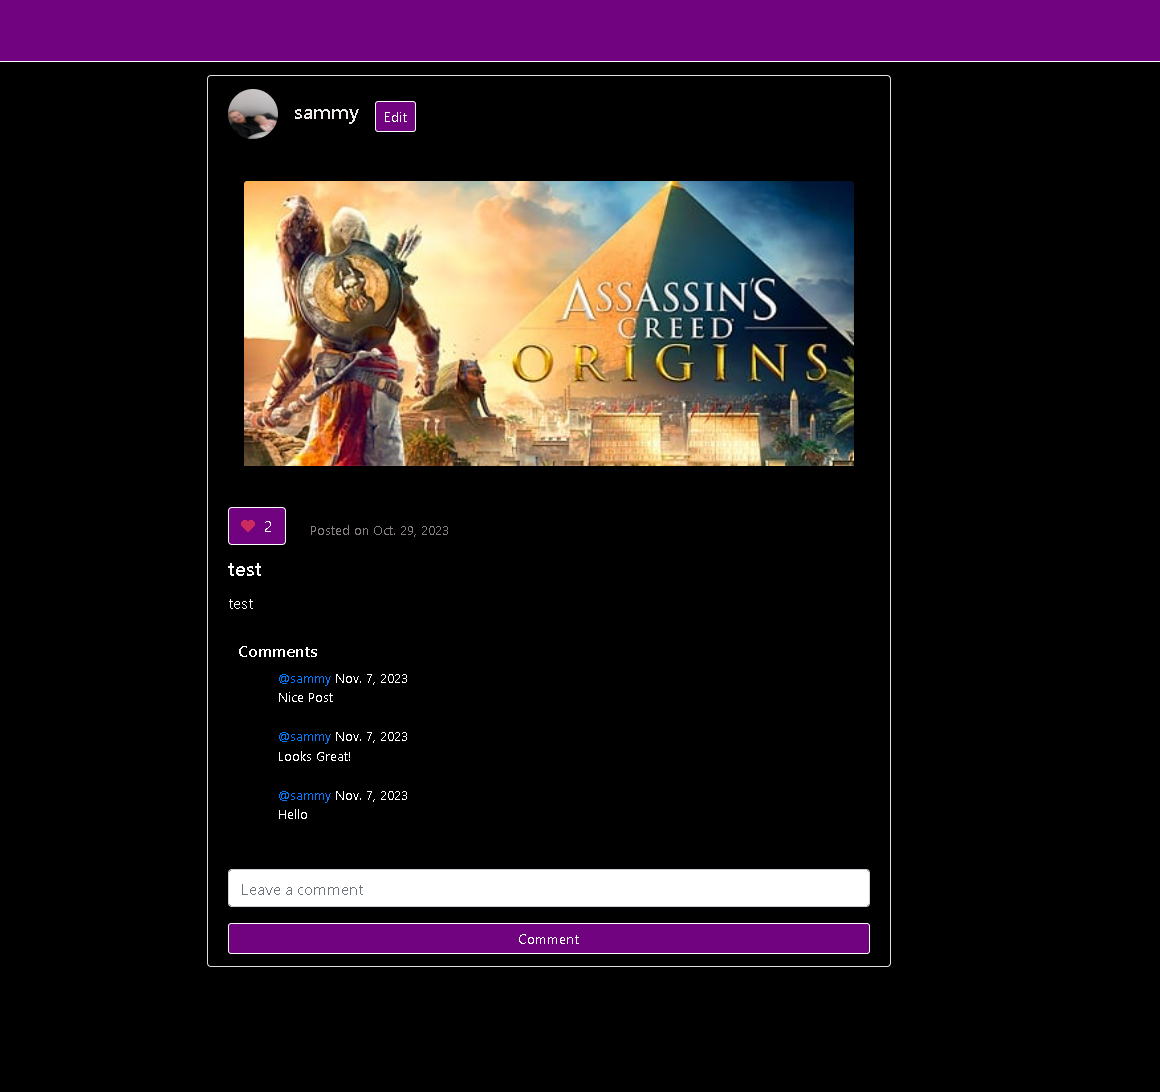 sammy
Edit
ASSASSIN'S
CREED
ORIGINS
2
Posted on Oct. 29, 2023
test
test
Comments
@sammy Nov. 7, 2023
Nice Post
@sammy Nov. 7, 2023
Looks Great!
@sammy Nov. 7, 2023
Hello
Leave a comment
Comment